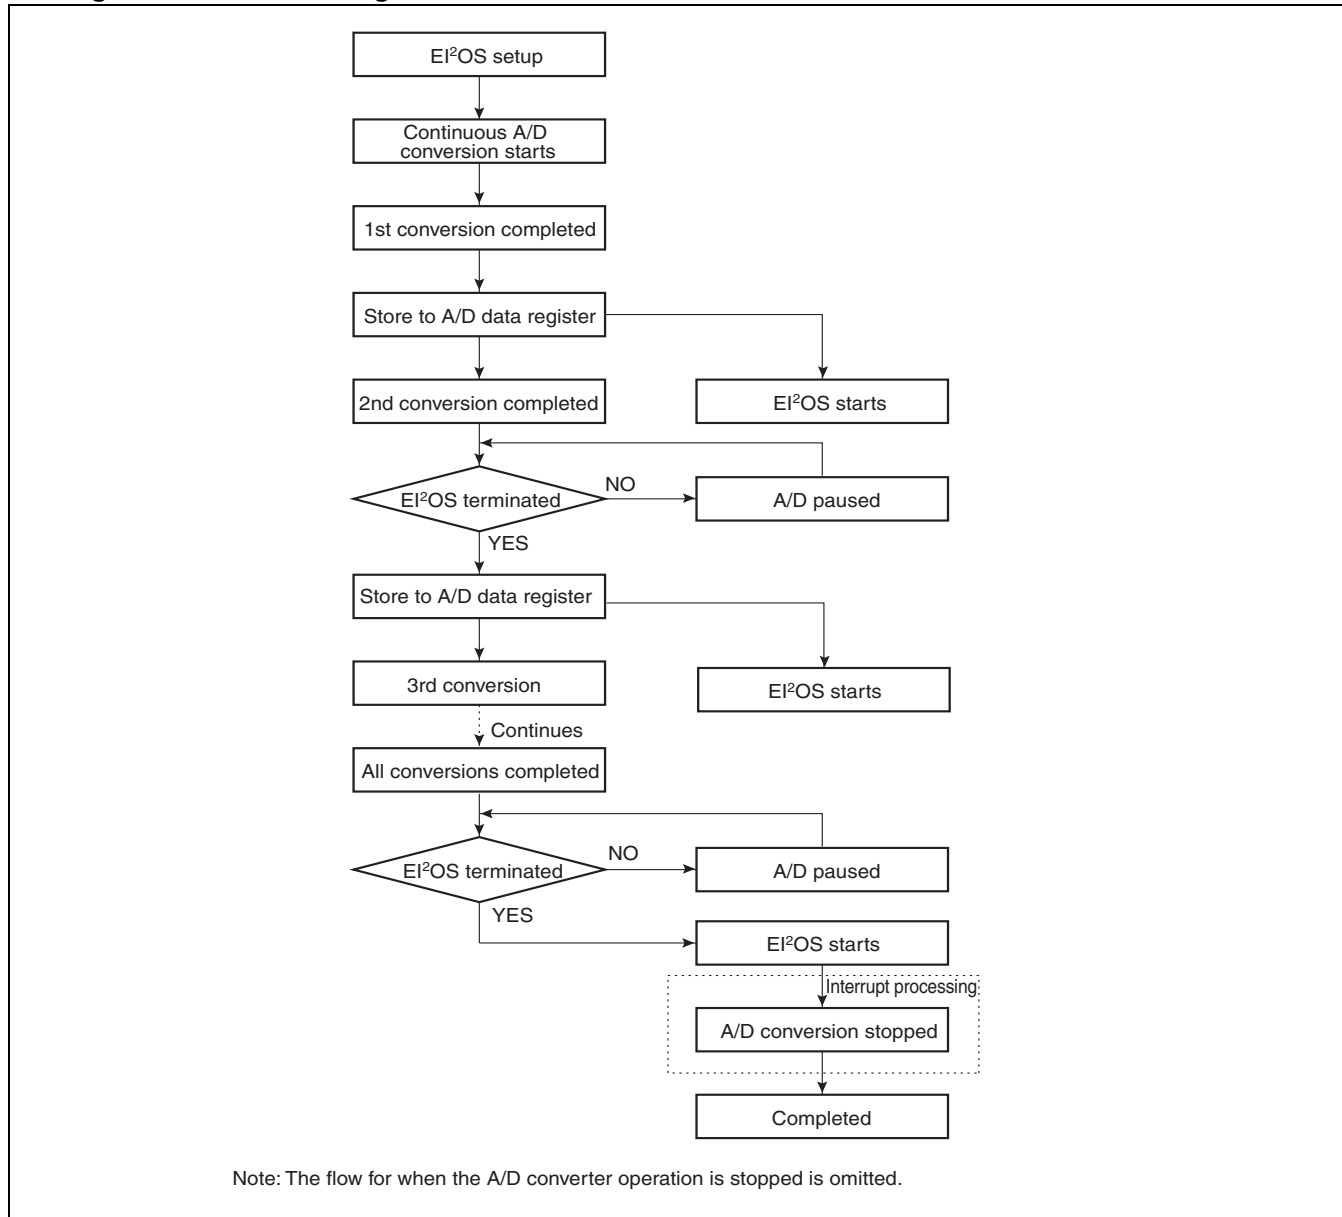 EI²OS setup
Continuous A/D
conversion starts
1st conversion completed
Store to A/D data register
2nd conversion completed
EI²OS starts
EI²OS terminated
NO
A/D paused
YES
Store to A/D data register
3rd conversion
EI²OS starts
Continues
All conversions completed
EI²OS terminated
NO
A/D paused
YES
EI²OS starts
Interrupt processing
A/D conversion stopped
Completed
Note: The flow for when the A/D converter operation is stopped is omitted.